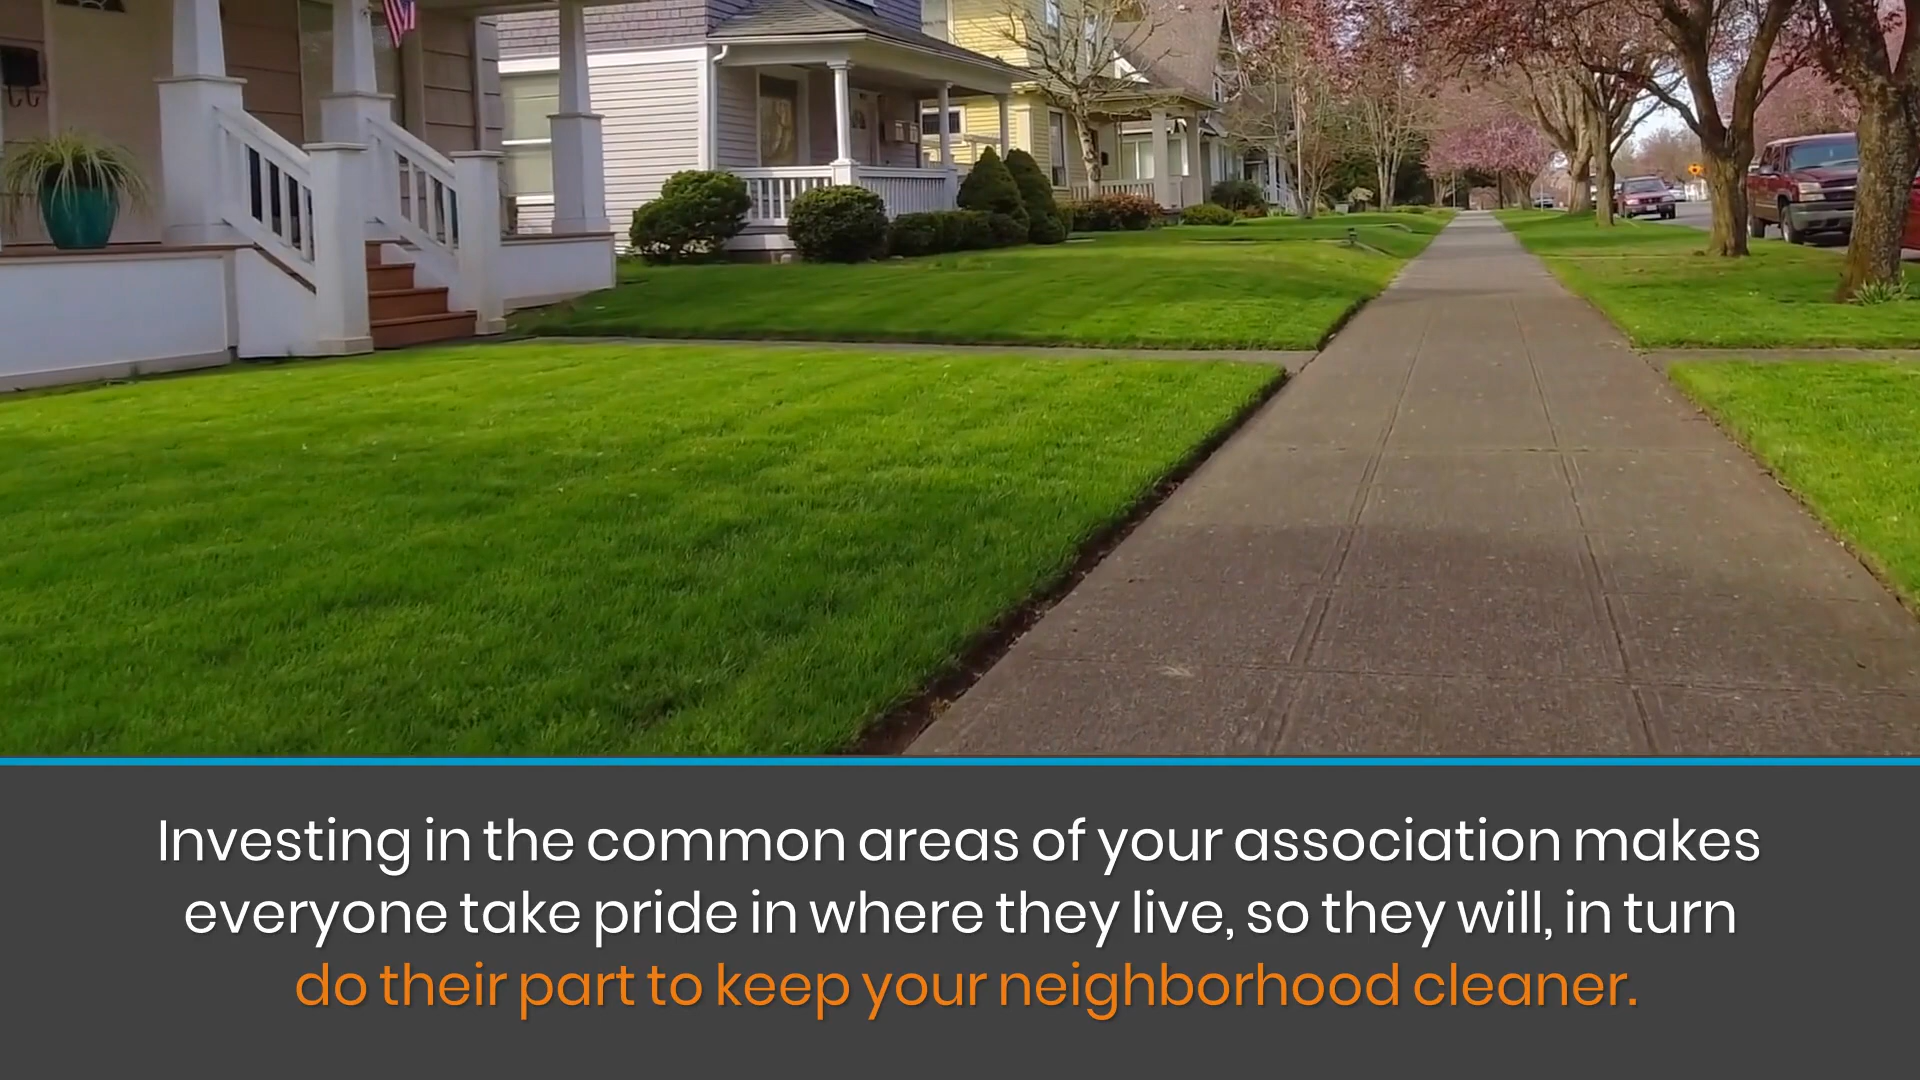 Investing in the common areas of your association makes
everyone take pride in where they live, so they will, in turn
do their part to keep your neighborhood cleaner.